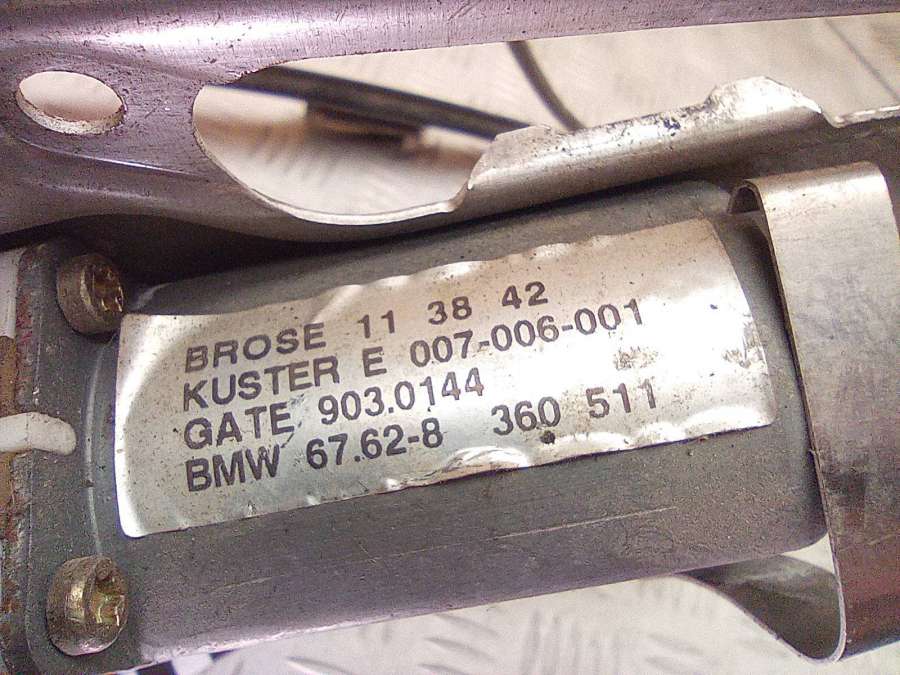 BROSE 11 38 42
KUSTER E 007-006-001
GATE 903.0144
BMW 67.62-8 360 511